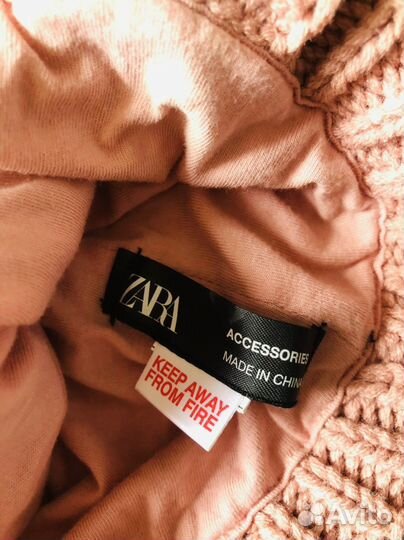 ZARA
ACCESSORIES
MADE IN CHINA
KEEP AWAY
FROM FIRE
Avito